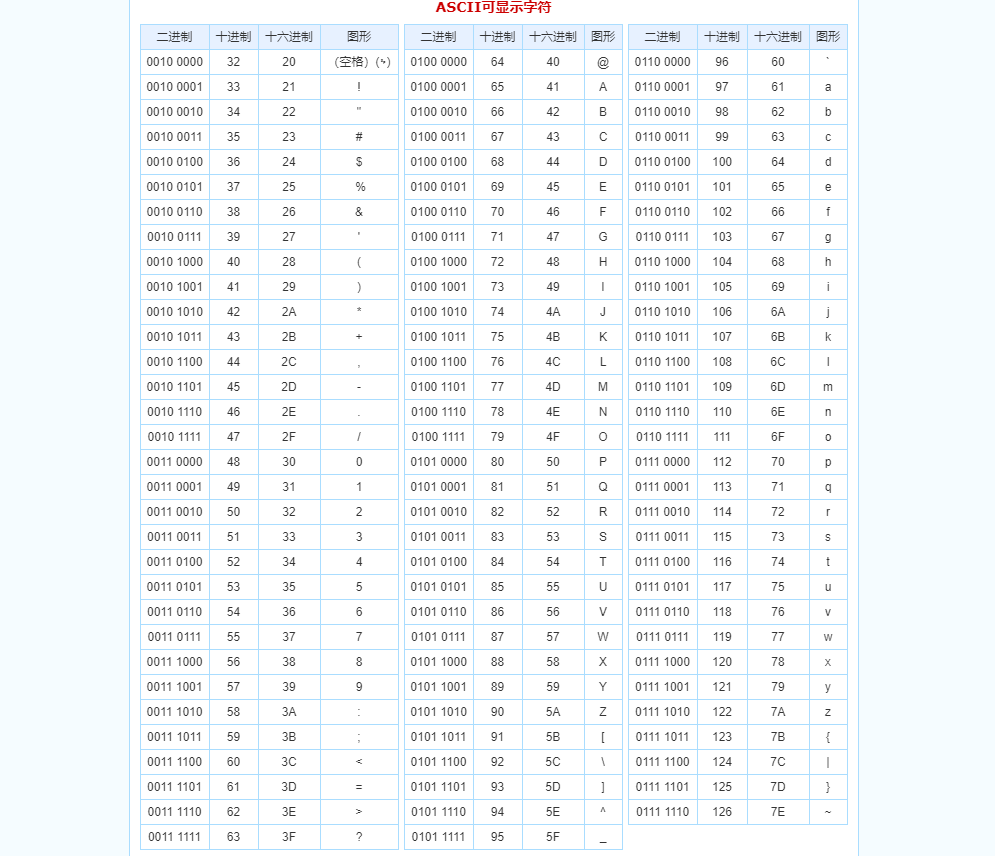 ASCII可显示字符
二进制 十进制 十六进制 图形 二进制 十进制 十六进制 图形 二进制 十进制 十六进制 图形
0010 0000 32 20 （空格）(␠) 0100 0000 64 40 @ 0110 0000 96 60 `
0010 0001 33 21 ! 0100 0001 65 41 A 0110 0001 97 61 a
0010 0010 34 22 " 0100 0010 66 42 B 0110 0010 98 62 b
0010 0011 35 23 # 0100 0011 67 43 C 0110 0011 99 63 c
0010 0100 36 24 $ 0100 0100 68 44 D 0110 0100 100 64 d
0010 0101 37 25 % 0100 0101 69 45 E 0110 0101 101 65 e
0010 0110 38 26 & 0100 0110 70 46 F 0110 0110 102 66 f
0010 0111 39 27 ' 0100 0111 71 47 G 0110 0111 103 67 g
0010 1000 40 28 ( 0100 1000 72 48 H 0110 1000 104 68 h
0010 1001 41 29 ) 0100 1001 73 49 I 0110 1001 105 69 i
0010 1010 42 2A * 0100 1010 74 4A J 0110 1010 106 6A j
0010 1011 43 2B + 0100 1011 75 4B K 0110 1011 107 6B k
0010 1100 44 2C , 0100 1100 76 4C L 0110 1100 108 6C l
0010 1101 45 2D - 0100 1101 77 4D M 0110 1101 109 6D m
0010 1110 46 2E . 0100 1110 78 4E N 0110 1110 110 6E n
0010 1111 47 2F / 0100 1111 79 4F O 0110 1111 111 6F o
0011 0000 48 30 0 0101 0000 80 50 P 0111 0000 112 70 p
0011 0001 49 31 1 0101 0001 81 51 Q 0111 0001 113 71 q
0011 0010 50 32 2 0101 0010 82 52 R 0111 0010 114 72 r
0011 0011 51 33 3 0101 0011 83 53 S 0111 0011 115 73 s
0011 0100 52 34 4 0101 0100 84 54 T 0111 0100 116 74 t
0011 0101 53 35 5 0101 0101 85 55 U 0111 0101 117 75 u
0011 0110 54 36 6 0101 0110 86 56 V 0111 0110 118 76 v
0011 0111 55 37 7 0101 0111 87 57 W 0111 0111 119 77 w
0011 1000 56 38 8 0101 1000 88 58 X 0111 1000 120 78 x
0011 1001 57 39 9 0101 1001 89 59 Y 0111 1001 121 79 y
0011 1010 58 3A : 0101 1010 90 5A Z 0111 1010 122 7A z
0011 1011 59 3B ; 0101 1011 91 5B [ 0111 1011 123 7B {
0011 1100 60 3C < 0101 1100 92 5C \ 0111 1100 124 7C |
0011 1101 61 3D = 0101 1101 93 5D ] 0111 1101 125 7D }
0011 1110 62 3E > 0101 1110 94 5E ^ 0111 1110 126 7E ~
0011 1111 63 3F ? 0101 1111 95 5F _